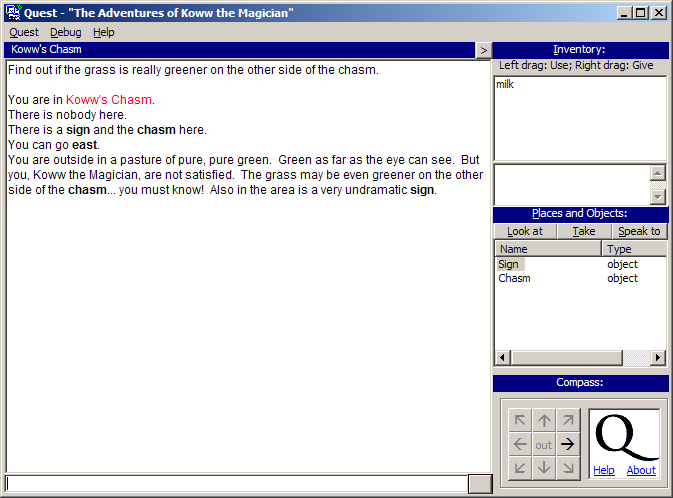 Quest - "The Adventures of Koww the Magician"
Quest Debug Help
Koww's Chasm
>
Find out if the grass is really greener on the other side of the chasm.
You are in Koww's Chasm.
There is nobody here.
There is a sign and the chasm here.
You can go east.
You are outside in a pasture of pure, pure green. Green as far as the eye can see. But
you, Koww the Magician, are not satisfied. The grass may be even greener on the other
side of the chasm... you must know! Also in the area is a very undramatic sign.
Inventory:
Left drag: Use; Right drag: Give
milk
Places and Objects:
Look at Take Speak to
Name Type
Sign object
Chasm object
Compass:
out
Q
Help About